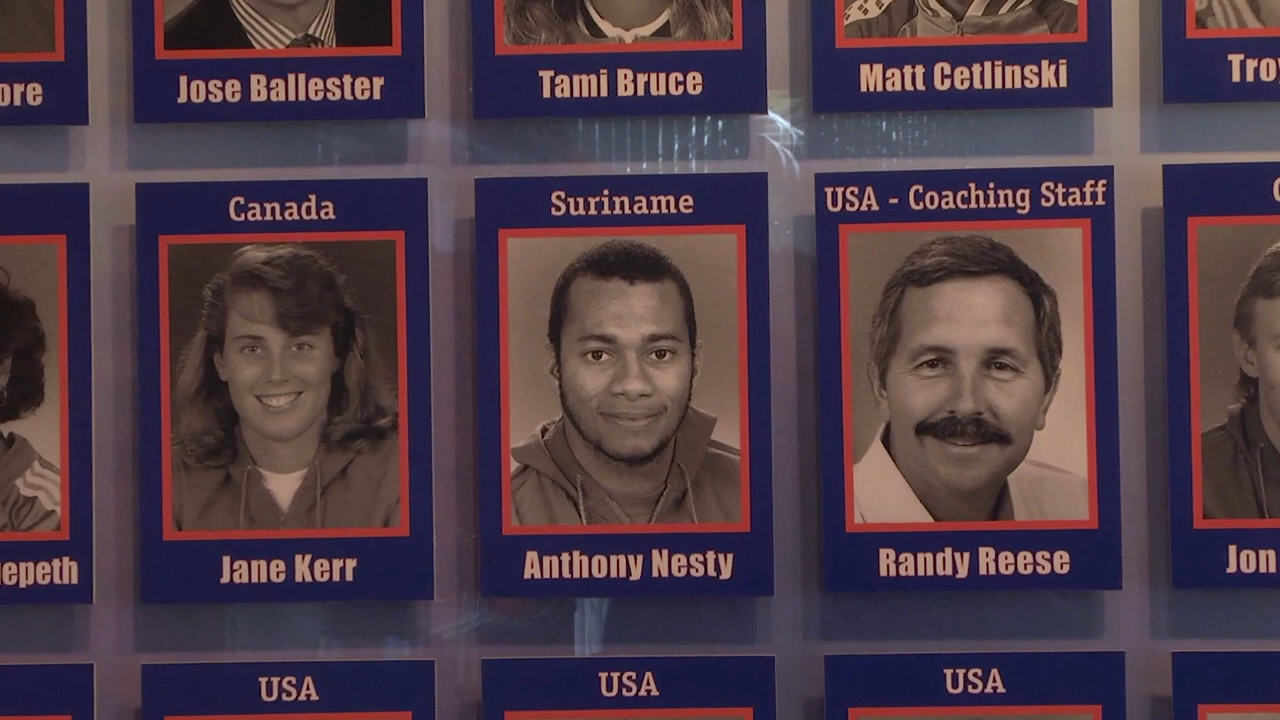 Jose Ballester
Tami Bruce
Matt Cetlinski
Canada
Suriname
USA - Coaching Staff
Jane Kerr
Anthony Nesty
Randy Reese
Jon
USA
USA
USA